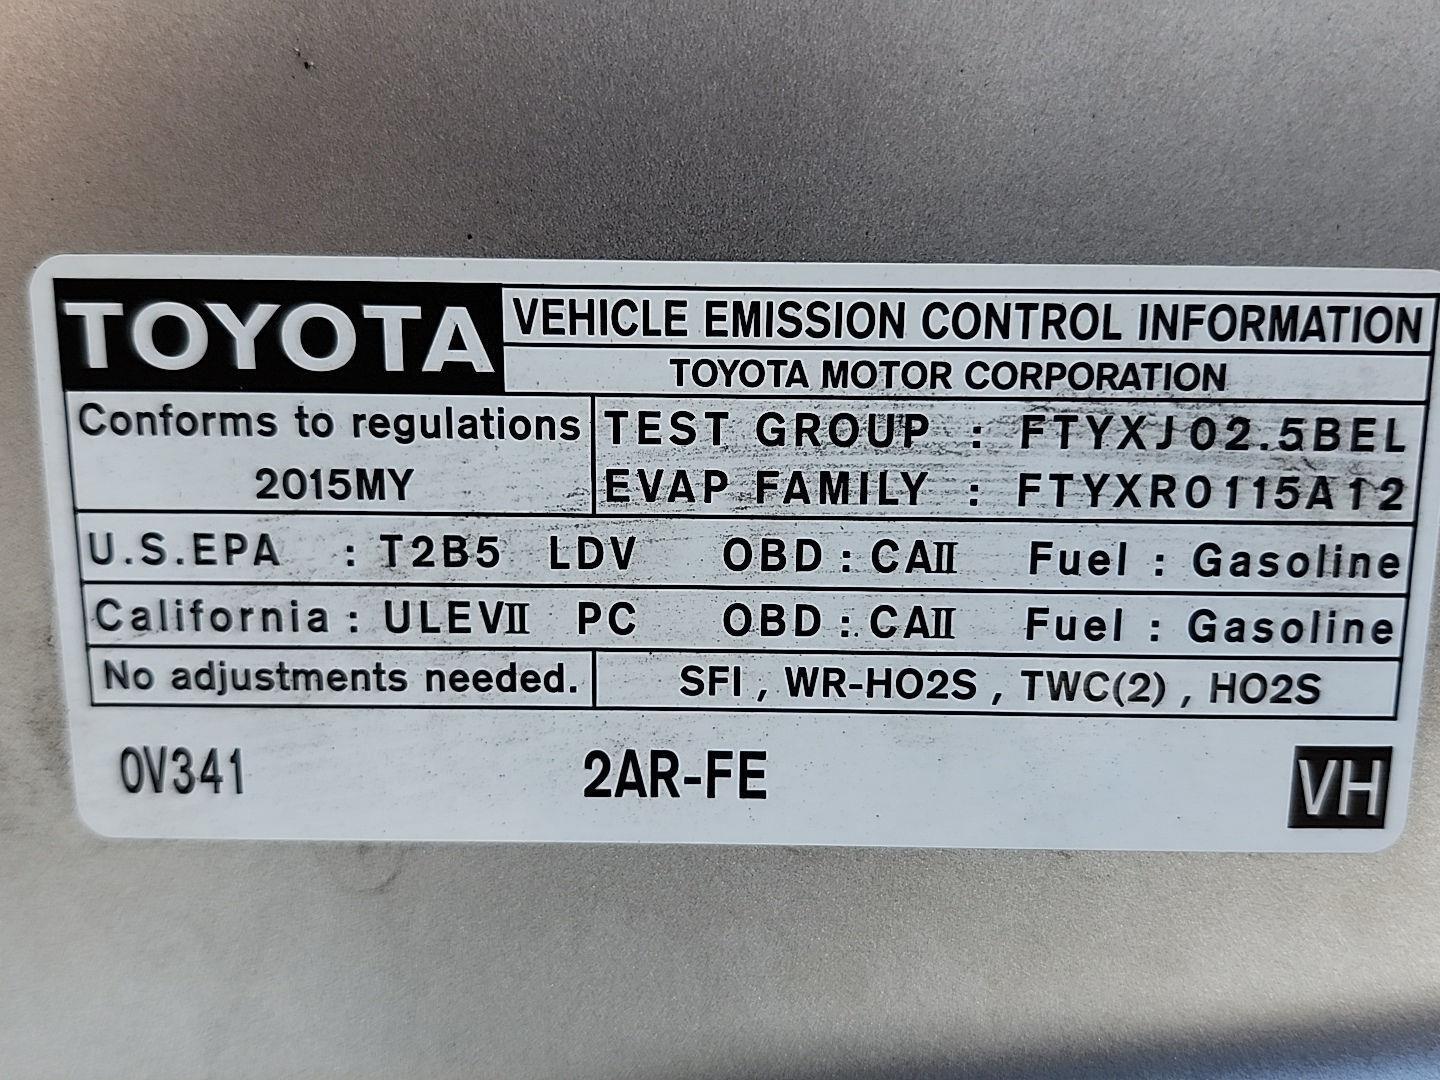 TOYOTA
VEHICLE EMISSION CONTROL INFORMATION
TOYOTA MOTOR CORPORATION
Conforms to regulations
2015MY
TEST GROUP : FTYXJ02.5BEL
EVAP FAMILY : FTYXR0115A12
U.S.EPA : T2B5 LDV OBD : CAII Fuel : Gasoline
California : ULEVII PC OBD : CAII Fuel : Gasoline
No adjustments needed.
SFI , WR-HO2S , TWC(2) , HO2S
0V341
2AR-FE
VH